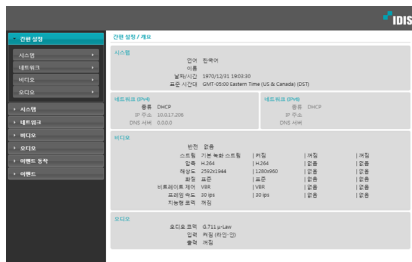 IDIS
간편 설정
시스템
네트워크
비디오
오디오
시스템
네트워크
비디오
오디오
이벤트 동작
이벤트
간편 설정 / 개요
시스템
언어 한국어
이름
날짜/시간 1970/12/31 19:03:30
표준 시간대 GMT-05:00 Eastern Time (US & Canada) (DST)
네트워크 (IPv4)
종류 DHCP
IP 주소 10.0.17.206
DNS 서버 0.0.0.0
네트워크 (IPv6)
종류 DHCP
IP 주소
DNS 서버
비디오
반전 없음
스트림 기본 녹화 스트림 | 켜짐 | 꺼짐 | 꺼짐
압축 H.264 | H.264 | 없음 | 없음
해상도 2592x1944 | 1280x960 | 없음 | 없음
화질 표준 | 표준 | 없음 | 없음
비트레이트 제어 VBR | VBR | 없음 | 없음
프레임 속도 30 ips | 30 ips | 없음 | 없음
지능형 코덱 꺼짐
오디오
오디오 코덱 G.711 μ-Law
입력 켜짐 (라인-인)
출력 꺼짐